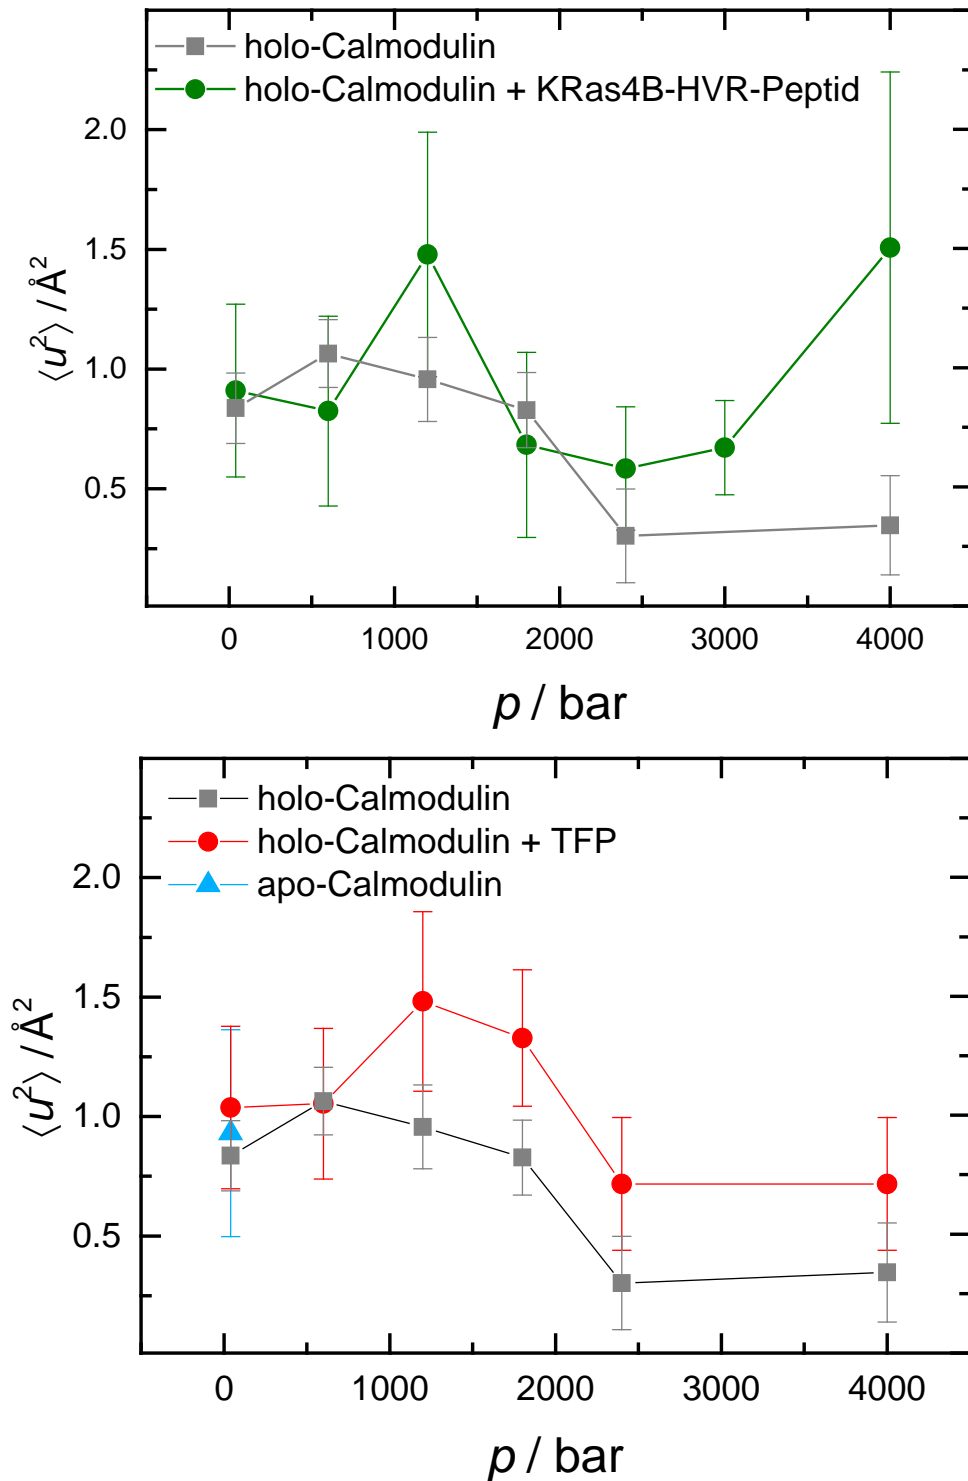 holo-Calmodulin
holo-Calmodulin + KRas4B-HVR-Peptid
2.0
1.5
1.0
0.5
⟨u²⟩ / Å²
0 1000 2000 3000 4000
p / bar
holo-Calmodulin
holo-Calmodulin + TFP
apo-Calmodulin
2.0
1.5
1.0
0.5
⟨u²⟩ / Å²
0 1000 2000 3000 4000
p / bar